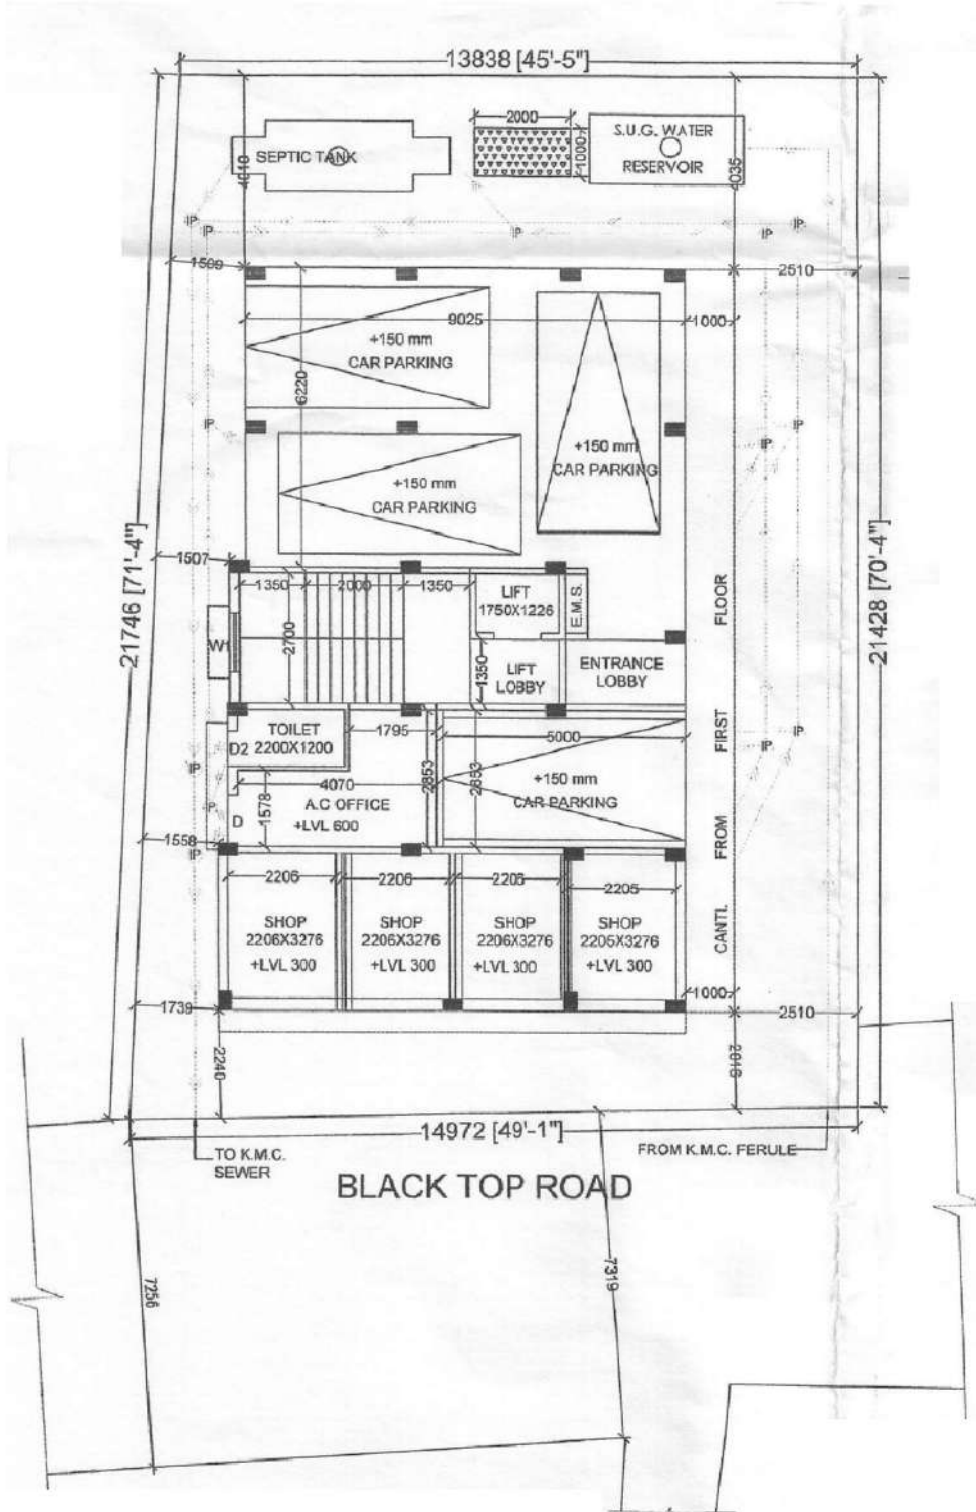 13838 [45'-5"]
2000
1000
S.U.G. WATER
RESERVOIR
SEPTIC TANK
4010
4035
IP
IP
IP
IP
IP
1509
2510
9025
1000
+150 mm
CAR PARKING
6220
IP
IP
IP
+150 mm
CAR PARKING
+150 mm
CAR PARKING
21746 [71'-4"]
21428 [70'-4"]
1507
1350
2000
1350
LIFT
1750X1226
E.M.S.
2700
W1
1350
LIFT
LOBBY
ENTRANCE
LOBBY
CANTI. FROM FIRST FLOOR
TOILET
2200X1200
D2
1795
5000
IP
IP
IP
4070
2853
2853
+150 mm
CAR PARKING
1578
A.C OFFICE
+LVL 600
IP
D
1558
IP
2206
2206
2206
2205
SHOP
2206X3276
+LVL 300
SHOP
2206X3276
+LVL 300
SHOP
2206X3276
+LVL 300
SHOP
2205X3276
+LVL 300
1000
1739
2510
2240
14972 [49'-1"]
TO K.M.C.
SEWER
FROM K.M.C. FERULE
BLACK TOP ROAD
7256
7319